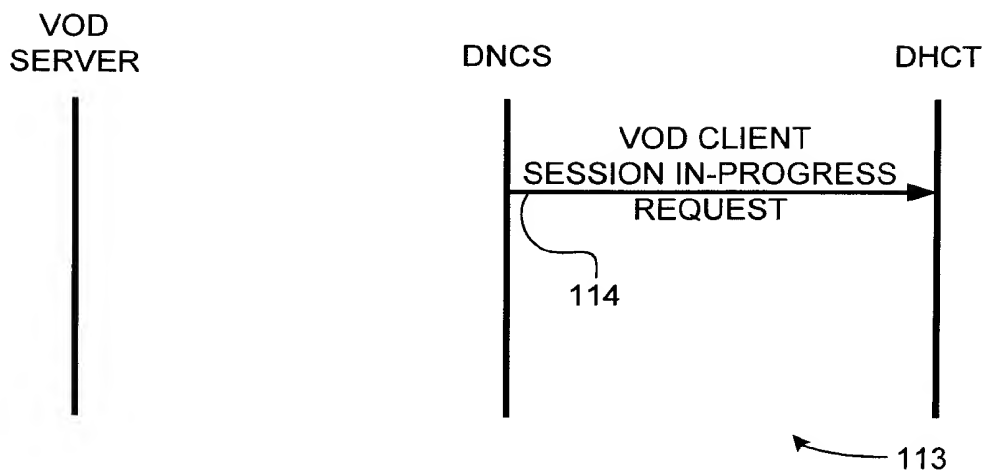 VOD
SERVER
DNCS
DHCT
VOD CLIENT
SESSION IN-PROGRESS
REQUEST
114
113